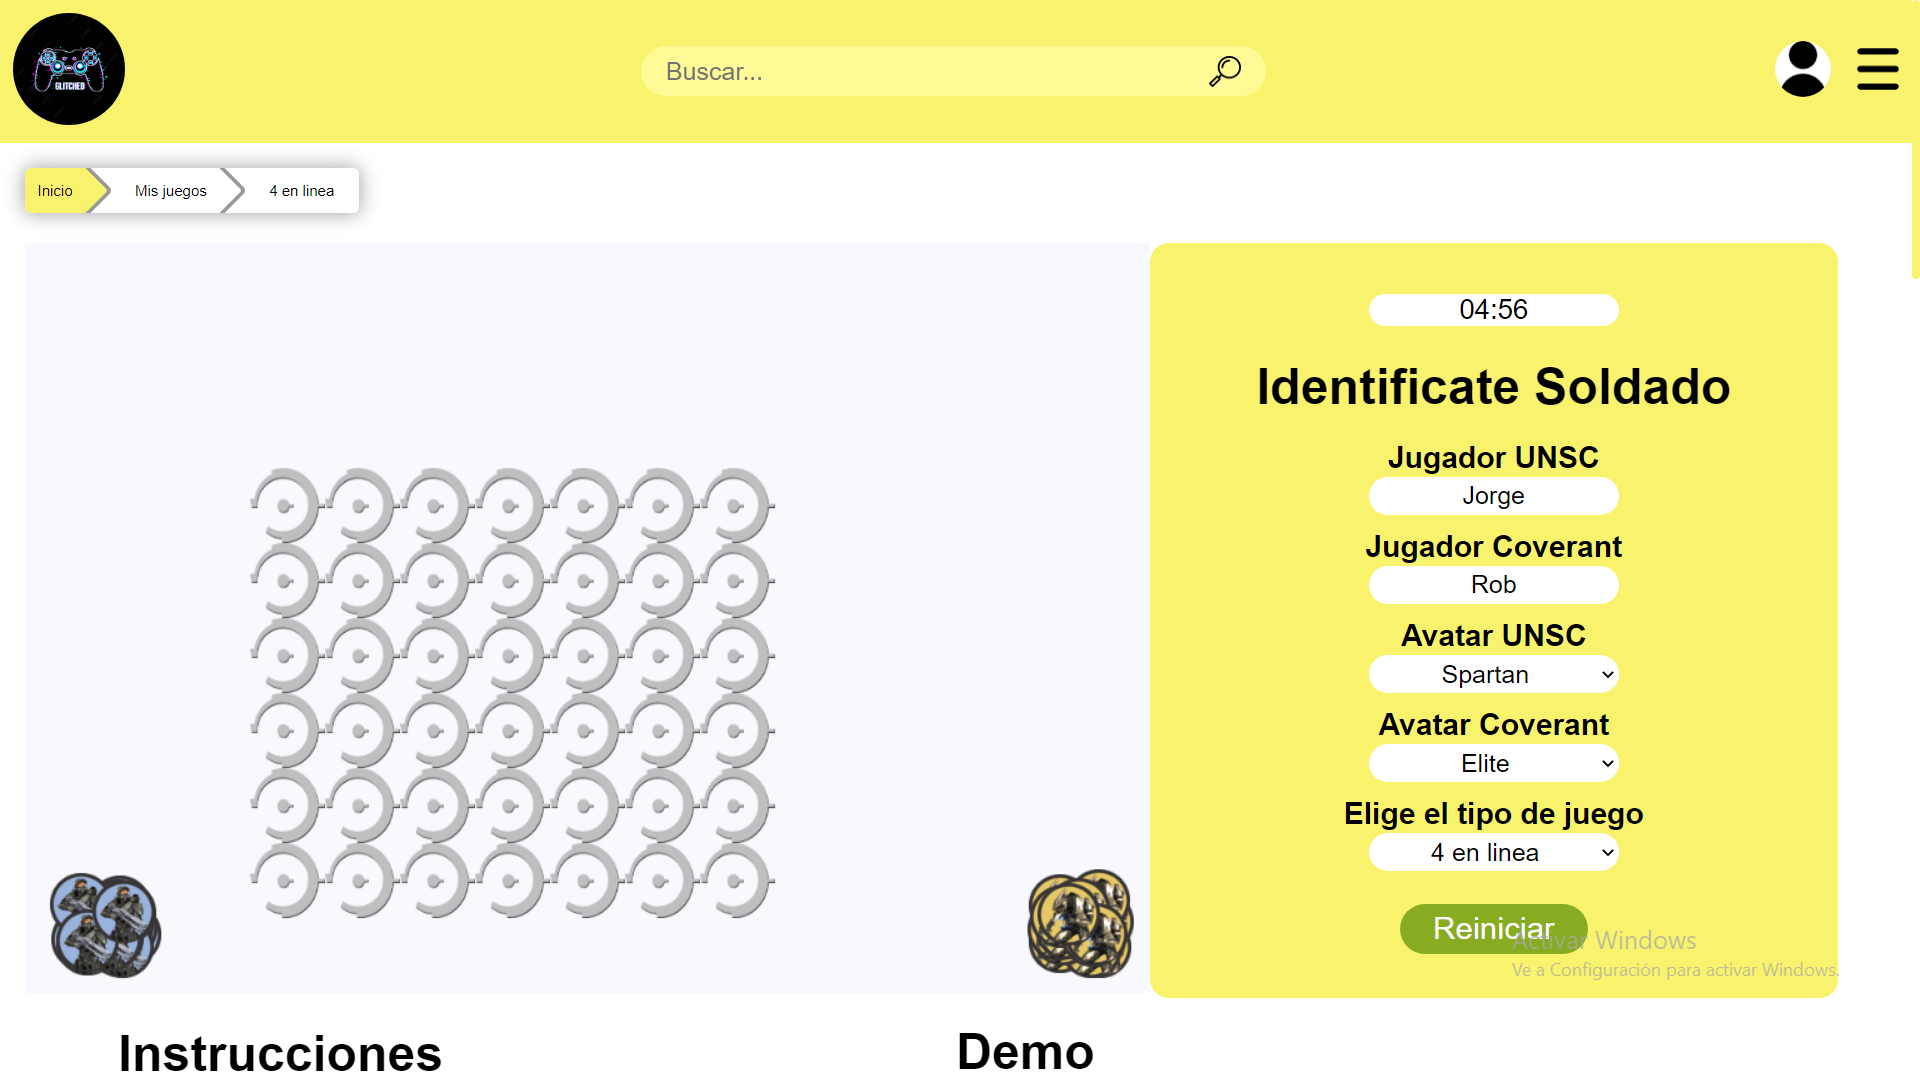 GLITCHED
Buscar...
Inicio
Mis juegos
4 en linea
04:56
Identificate Soldado
Jugador UNSC
Jorge
Jugador Coverant
Rob
Avatar UNSC
Spartan
Avatar Coverant
Elite
Elige el tipo de juego
4 en linea
Reiniciar
Activar Windows
Ve a Configuración para activar Windows.
Instrucciones
Demo